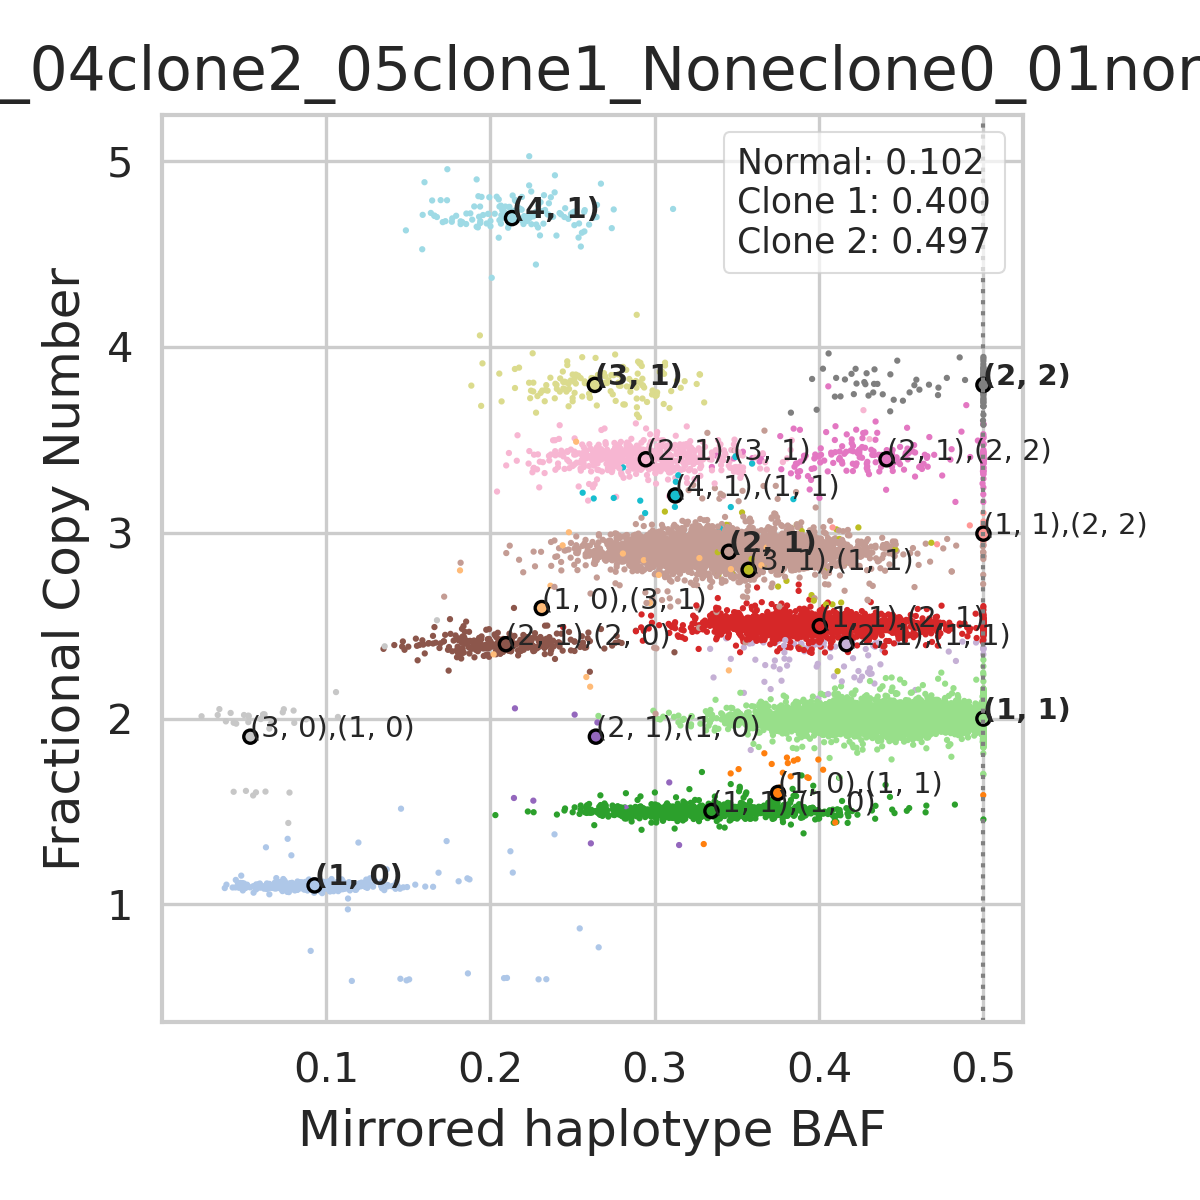 _04clone2_05clone1_Noneclone0_01nor
Normal: 0.102
Clone 1: 0.400
Clone 2: 0.497
Fractional Copy Number
5
4
3
2
1
(4, 1)
(3, 1)
(2, 2)
(2, 1),(3, 1)
(2, 1),(2, 2)
(4, 1),(1, 1)
(1, 1),(2, 2)
(2, 1)
(3, 1),(1, 1)
(1, 0),(3, 1)
(1, 1),(2, 1)
(2, 1),(2, 0)
(2, 1),(1, 1)
(1, 1)
(3, 0),(1, 0)
(2, 1),(1, 0)
(1, 0),(1, 1)
(1, 1),(1, 0)
(1, 0)
0.1 0.2 0.3 0.4 0.5
Mirrored haplotype BAF